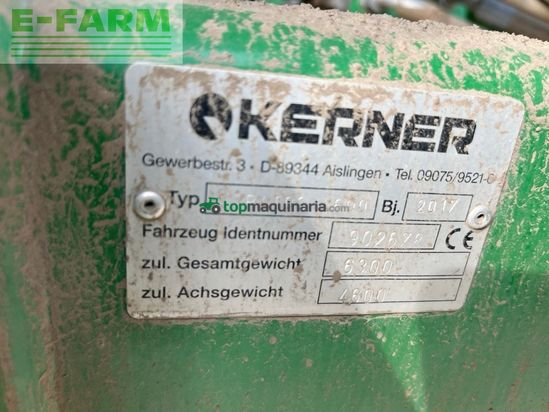 E-FARM
KERNER
Gewerbestr. 3 • D-89344 Aislingen • Tel. 09075/9521-0
Typ Bj. 2017
topmaquinaria.com
Fahrzeug Identnummer CE
zul. Gesamtgewicht 6300
zul. Achsgewicht 4600